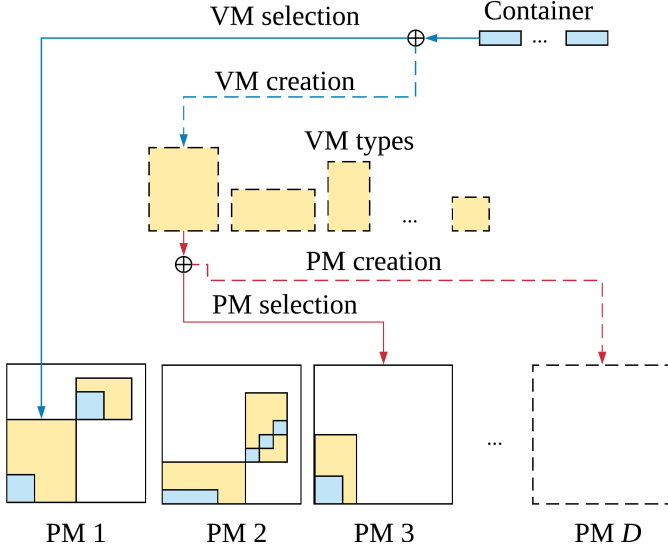 Container
VM selection
...
VM creation
VM types
...
PM creation
PM selection
...
PM 1
PM 2
PM 3
PM D